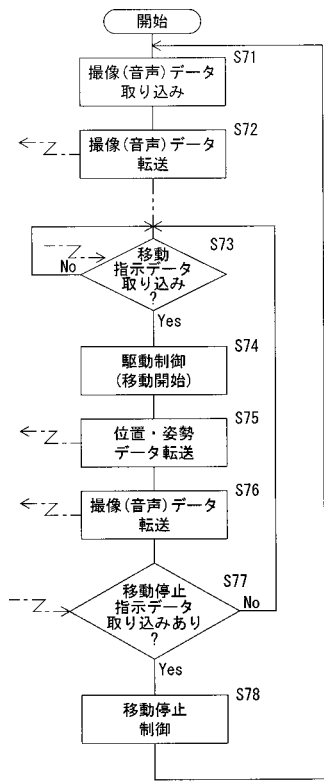 開始
S71
撮像(音声)データ
取り込み
S72
撮像(音声)データ
転送
S73
移動
指示データ
取り込み
?
No
Yes
S74
駆動制御
(移動開始)
S75
位置・姿勢
データ転送
S76
撮像(音声)データ
転送
S77
移動停止
指示データ
取り込みあり
?
No
Yes
S78
移動停止
制御